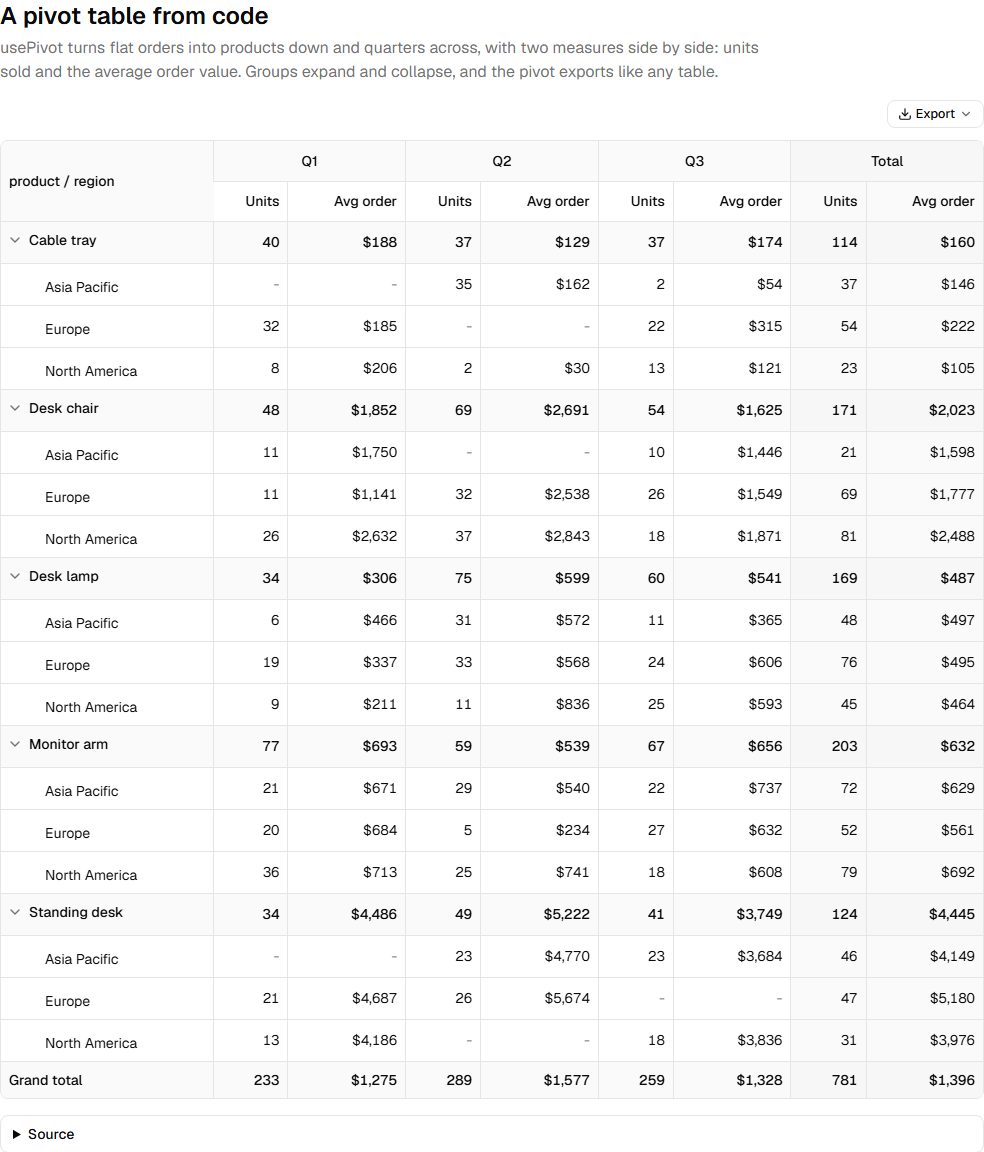 A pivot table from code
usePivot turns flat orders into products down and quarters across, with two measures side by side: units
sold and the average order value. Groups expand and collapse, and the pivot exports like any table.
Export
product / region Q1 Q2 Q3 Total
Units Avg order Units Avg order Units Avg order Units Avg order
Cable tray 40 $188 37 $129 37 $174 114 $160
Asia Pacific - - 35 $162 2 $54 37 $146
Europe 32 $185 - - 22 $315 54 $222
North America 8 $206 2 $30 13 $121 23 $105
Desk chair 48 $1,852 69 $2,691 54 $1,625 171 $2,023
Asia Pacific 11 $1,750 - - 10 $1,446 21 $1,598
Europe 11 $1,141 32 $2,538 26 $1,549 69 $1,777
North America 26 $2,632 37 $2,843 18 $1,871 81 $2,488
Desk lamp 34 $306 75 $599 60 $541 169 $487
Asia Pacific 6 $466 31 $572 11 $365 48 $497
Europe 19 $337 33 $568 24 $606 76 $495
North America 9 $211 11 $836 25 $593 45 $464
Monitor arm 77 $693 59 $539 67 $656 203 $632
Asia Pacific 21 $671 29 $540 22 $737 72 $629
Europe 20 $684 5 $234 27 $632 52 $561
North America 36 $713 25 $741 18 $608 79 $692
Standing desk 34 $4,486 49 $5,222 41 $3,749 124 $4,445
Asia Pacific - - 23 $4,770 23 $3,684 46 $4,149
Europe 21 $4,687 26 $5,674 - - 47 $5,180
North America 13 $4,186 - - 18 $3,836 31 $3,976
Grand total 233 $1,275 289 $1,577 259 $1,328 781 $1,396
Source